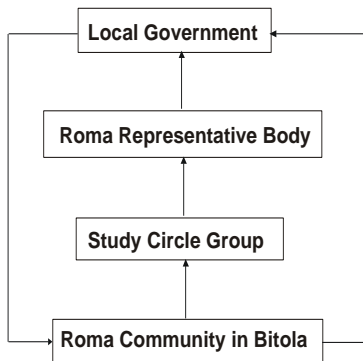 Local Government
Roma Representative Body
Study Circle Group
Roma Community in Bitola